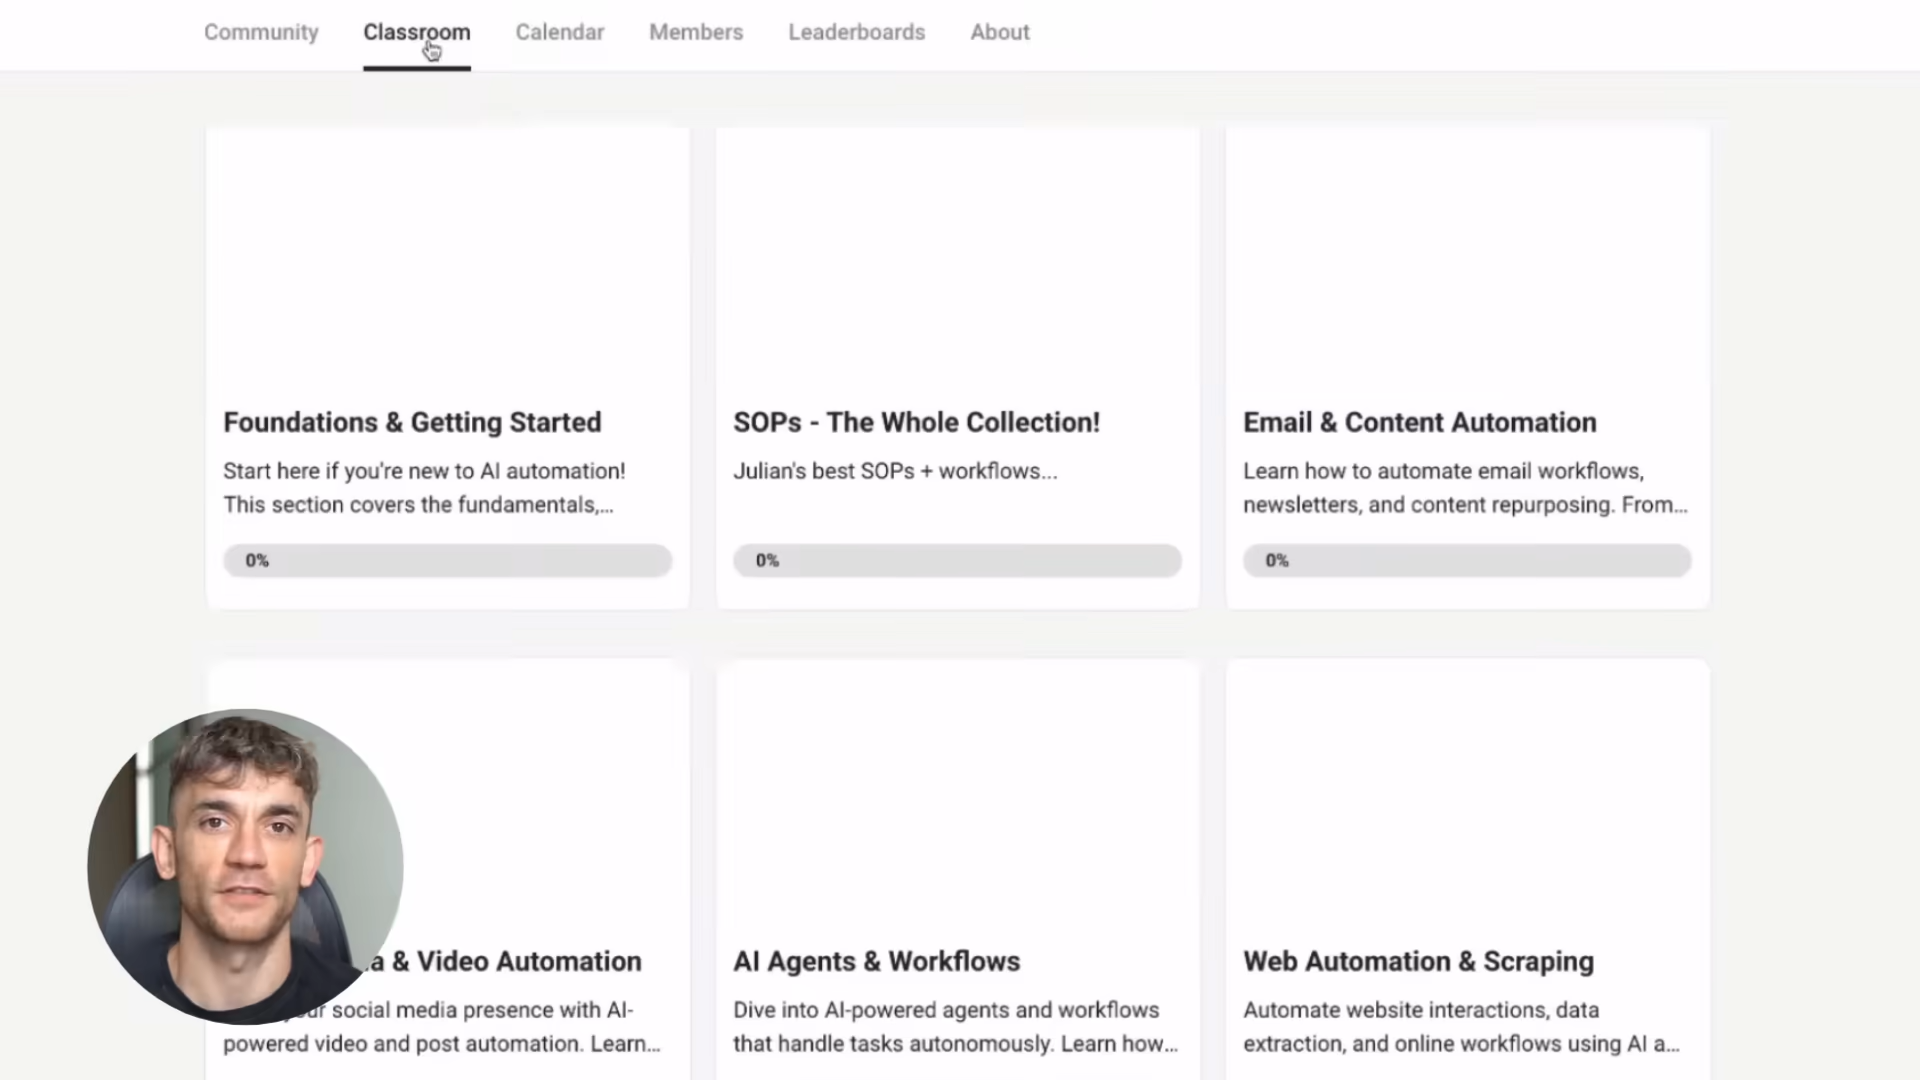 Community Classroom Calendar Members Leaderboards About
Foundations & Getting Started
Start here if you're new to AI automation!
This section covers the fundamentals,...
0%
SOPs - The Whole Collection!
Julian's best SOPs + workflows...
0%
Email & Content Automation
Learn how to automate email workflows,
newsletters, and content repurposing. From...
0%
& Video Automation
social media presence with AI-
powered video and post automation. Learn...
AI Agents & Workflows
Dive into AI-powered agents and workflows
that handle tasks autonomously. Learn how...
Web Automation & Scraping
Automate website interactions, data
extraction, and online workflows using AI a...